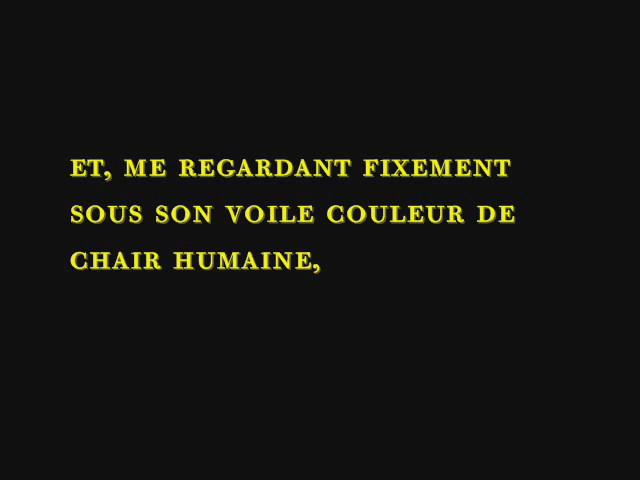 ET, ME REGARDANT FIXEMENT
SOUS SON VOILE COULEUR DE
CHAIR HUMAINE,